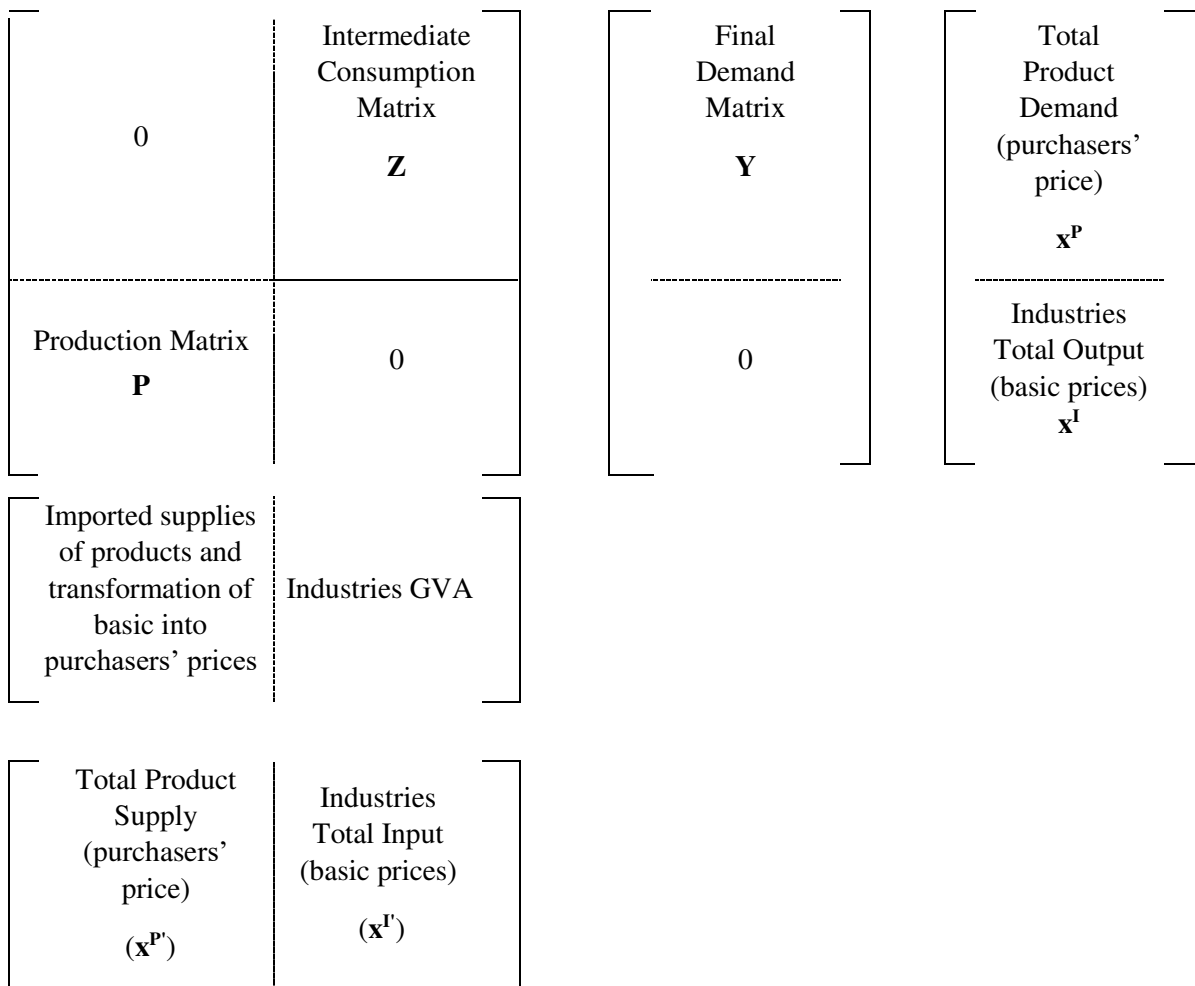 0
Intermediate
Consumption
Matrix
Z
Final
Demand
Matrix
Y
Total
Product
Demand
(purchasers’
price)
x^P
Production Matrix
P
0
0
Industries
Total Output
(basic prices)
x^I
Imported supplies
of products and
transformation of
basic into
purchasers’ prices
Industries GVA
Total Product
Supply
(purchasers’
price)
(x^P')
Industries
Total Input
(basic prices)
(x^I')